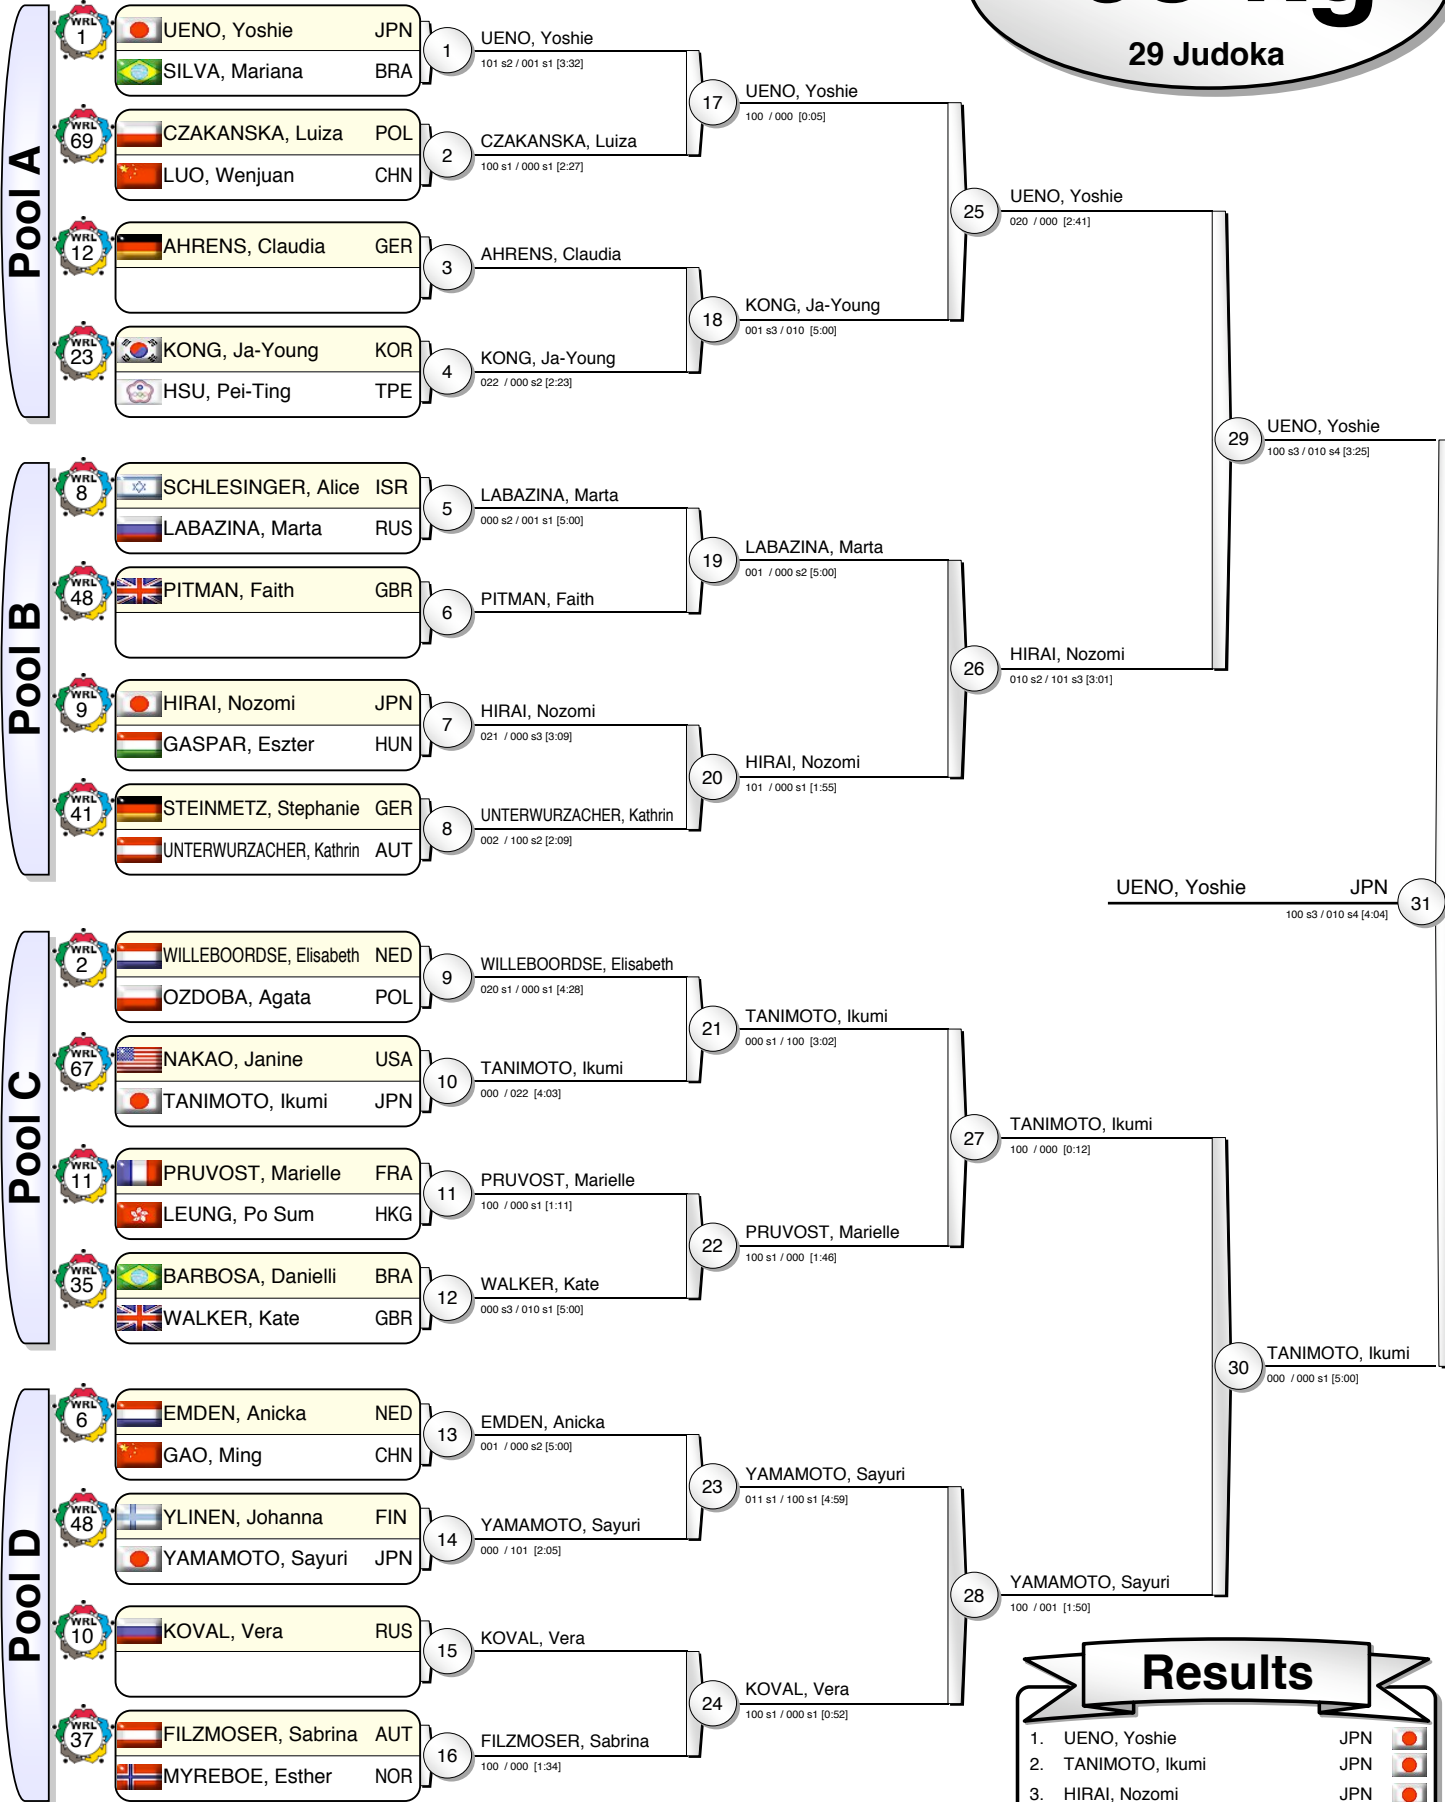 29 Judoka
Pool A
WRL 1
UENO, Yoshie JPN
SILVA, Mariana BRA
WRL 69
CZAKANSKA, Luiza POL
LUO, Wenjuan CHN
WRL 12
AHRENS, Claudia GER
WRL 23
KONG, Ja-Young KOR
HSU, Pei-Ting TPE
1
UENO, Yoshie
101 s2 / 001 s1 [3:32]
2
CZAKANSKA, Luiza
100 s1 / 000 s1 [2:27]
3
AHRENS, Claudia
4
KONG, Ja-Young
022 / 000 s2 [2:23]
17
UENO, Yoshie
100 / 000 [0:05]
18
KONG, Ja-Young
001 s3 / 010 [5:00]
25
UENO, Yoshie
020 / 000 [2:41]
Pool B
WRL 8
SCHLESINGER, Alice ISR
LABAZINA, Marta RUS
WRL 48
PITMAN, Faith GBR
WRL 9
HIRAI, Nozomi JPN
GASPAR, Eszter HUN
WRL 41
STEINMETZ, Stephanie GER
UNTERWURZACHER, Kathrin AUT
5
LABAZINA, Marta
000 s2 / 001 s1 [5:00]
6
PITMAN, Faith
7
HIRAI, Nozomi
021 / 000 s3 [3:09]
8
UNTERWURZACHER, Kathrin
002 / 100 s2 [2:09]
19
LABAZINA, Marta
001 / 000 s2 [5:00]
20
HIRAI, Nozomi
101 / 000 s1 [1:55]
26
HIRAI, Nozomi
010 s2 / 101 s3 [3:01]
29
UENO, Yoshie
100 s3 / 010 s4 [3:25]
UENO, Yoshie JPN
31
100 s3 / 010 s4 [4:04]
Pool C
WRL 2
WILLEBOORDSE, Elisabeth NED
OZDOBA, Agata POL
WRL 67
NAKAO, Janine USA
TANIMOTO, Ikumi JPN
WRL 11
PRUVOST, Marielle FRA
LEUNG, Po Sum HKG
WRL 35
BARBOSA, Danielli BRA
WALKER, Kate GBR
9
WILLEBOORDSE, Elisabeth
020 s1 / 000 s1 [4:28]
10
TANIMOTO, Ikumi
000 / 022 [4:03]
11
PRUVOST, Marielle
100 / 000 s1 [1:11]
12
WALKER, Kate
000 s3 / 010 s1 [5:00]
21
TANIMOTO, Ikumi
000 s1 / 100 [3:02]
22
PRUVOST, Marielle
100 s1 / 000 [1:46]
27
TANIMOTO, Ikumi
100 / 000 [0:12]
Pool D
WRL 6
EMDEN, Anicka NED
GAO, Ming CHN
WRL 48
YLINEN, Johanna FIN
YAMAMOTO, Sayuri JPN
WRL 10
KOVAL, Vera RUS
WRL 37
FILZMOSER, Sabrina AUT
MYREBOE, Esther NOR
13
EMDEN, Anicka
001 / 000 s2 [5:00]
14
YAMAMOTO, Sayuri
000 / 101 [2:05]
15
KOVAL, Vera
16
FILZMOSER, Sabrina
100 / 000 [1:34]
23
YAMAMOTO, Sayuri
011 s1 / 100 s1 [4:59]
24
KOVAL, Vera
100 s1 / 000 s1 [0:52]
28
YAMAMOTO, Sayuri
100 / 001 [1:50]
30
TANIMOTO, Ikumi
000 / 000 s1 [5:00]
Results
1. UENO, Yoshie JPN
2. TANIMOTO, Ikumi JPN
3. HIRAI, Nozomi JPN